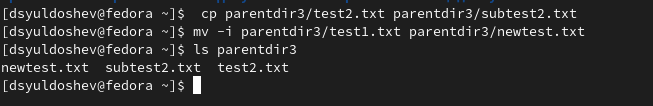 [dsyuldoshev@fedora ~]$  cp parentdir3/test2.txt parentdir3/subtest2.txt
[dsyuldoshev@fedora ~]$ mv -i parentdir3/test1.txt parentdir3/newtest.txt
[dsyuldoshev@fedora ~]$ ls parentdir3
newtest.txt  subtest2.txt  test2.txt
[dsyuldoshev@fedora ~]$